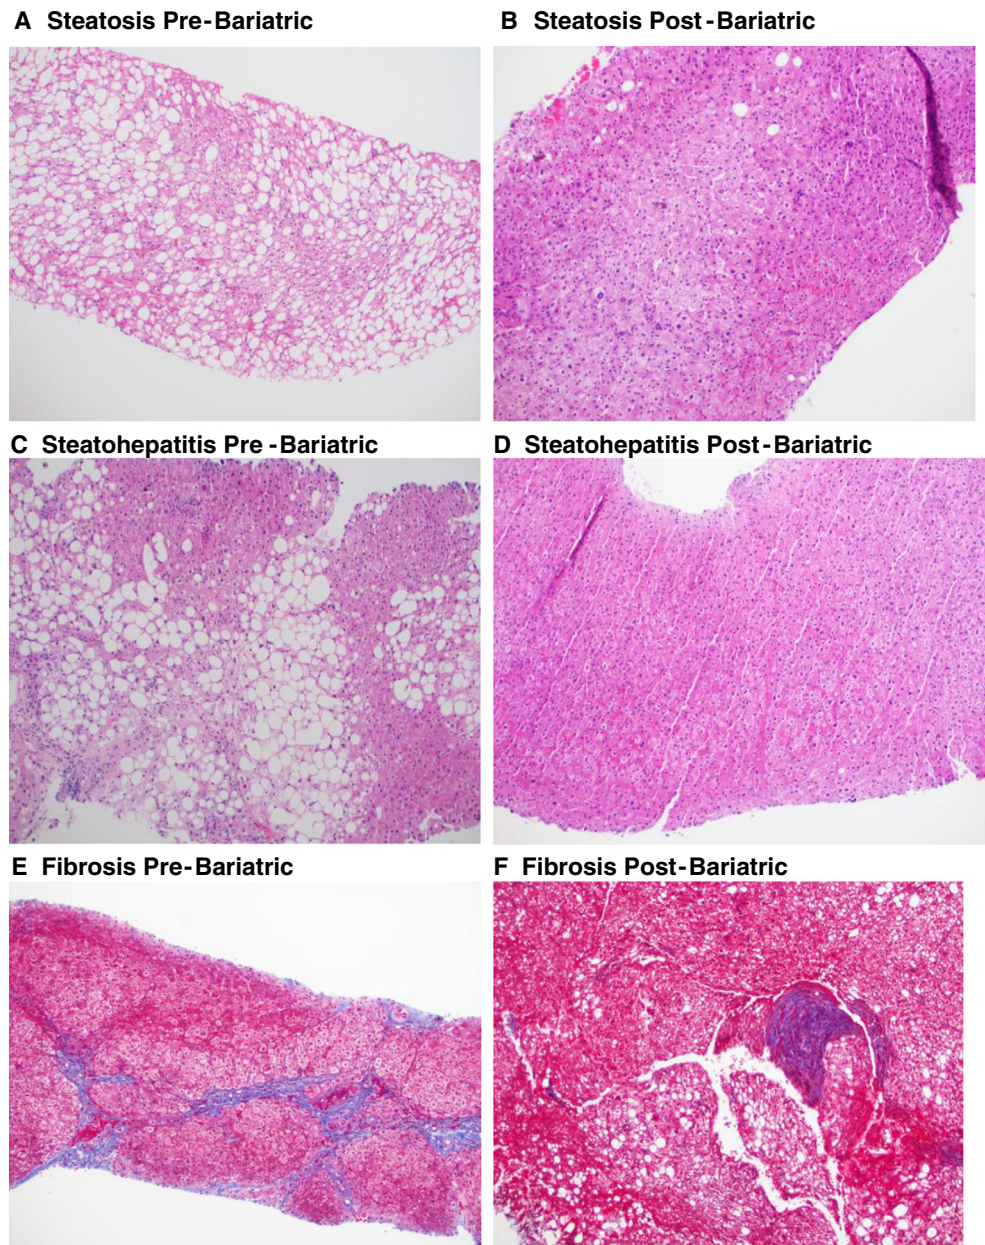 A Steatosis Pre-Bariatric
B Steatosis Post-Bariatric
C Steatohepatitis Pre-Bariatric
D Steatohepatitis Post-Bariatric
E Fibrosis Pre-Bariatric
F Fibrosis Post-Bariatric